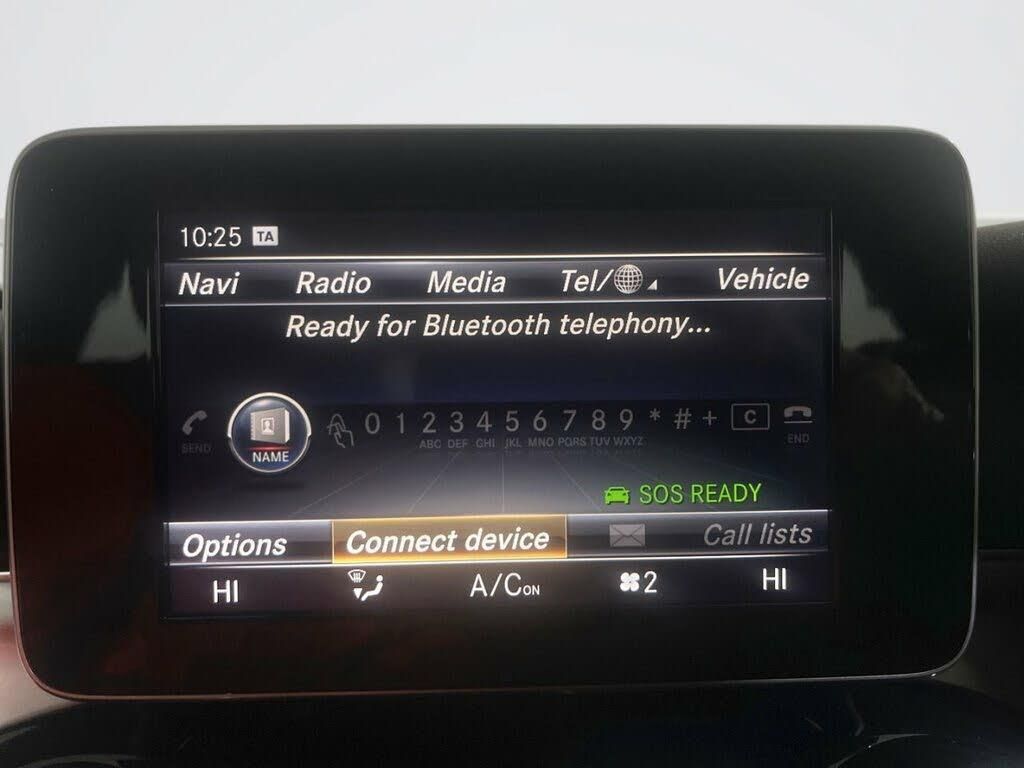 10:25 TA
Navi Radio Media Tel/ Vehicle
Ready for Bluetooth telephony...
NAME 0 1 2 3 4 5 6 7 8 9 * # + C
SEND ABC DEF GHI JKL MNO PQRS TUV WXYZ END
SOS READY
Options Connect device Call lists
HI A/C ON 2 HI